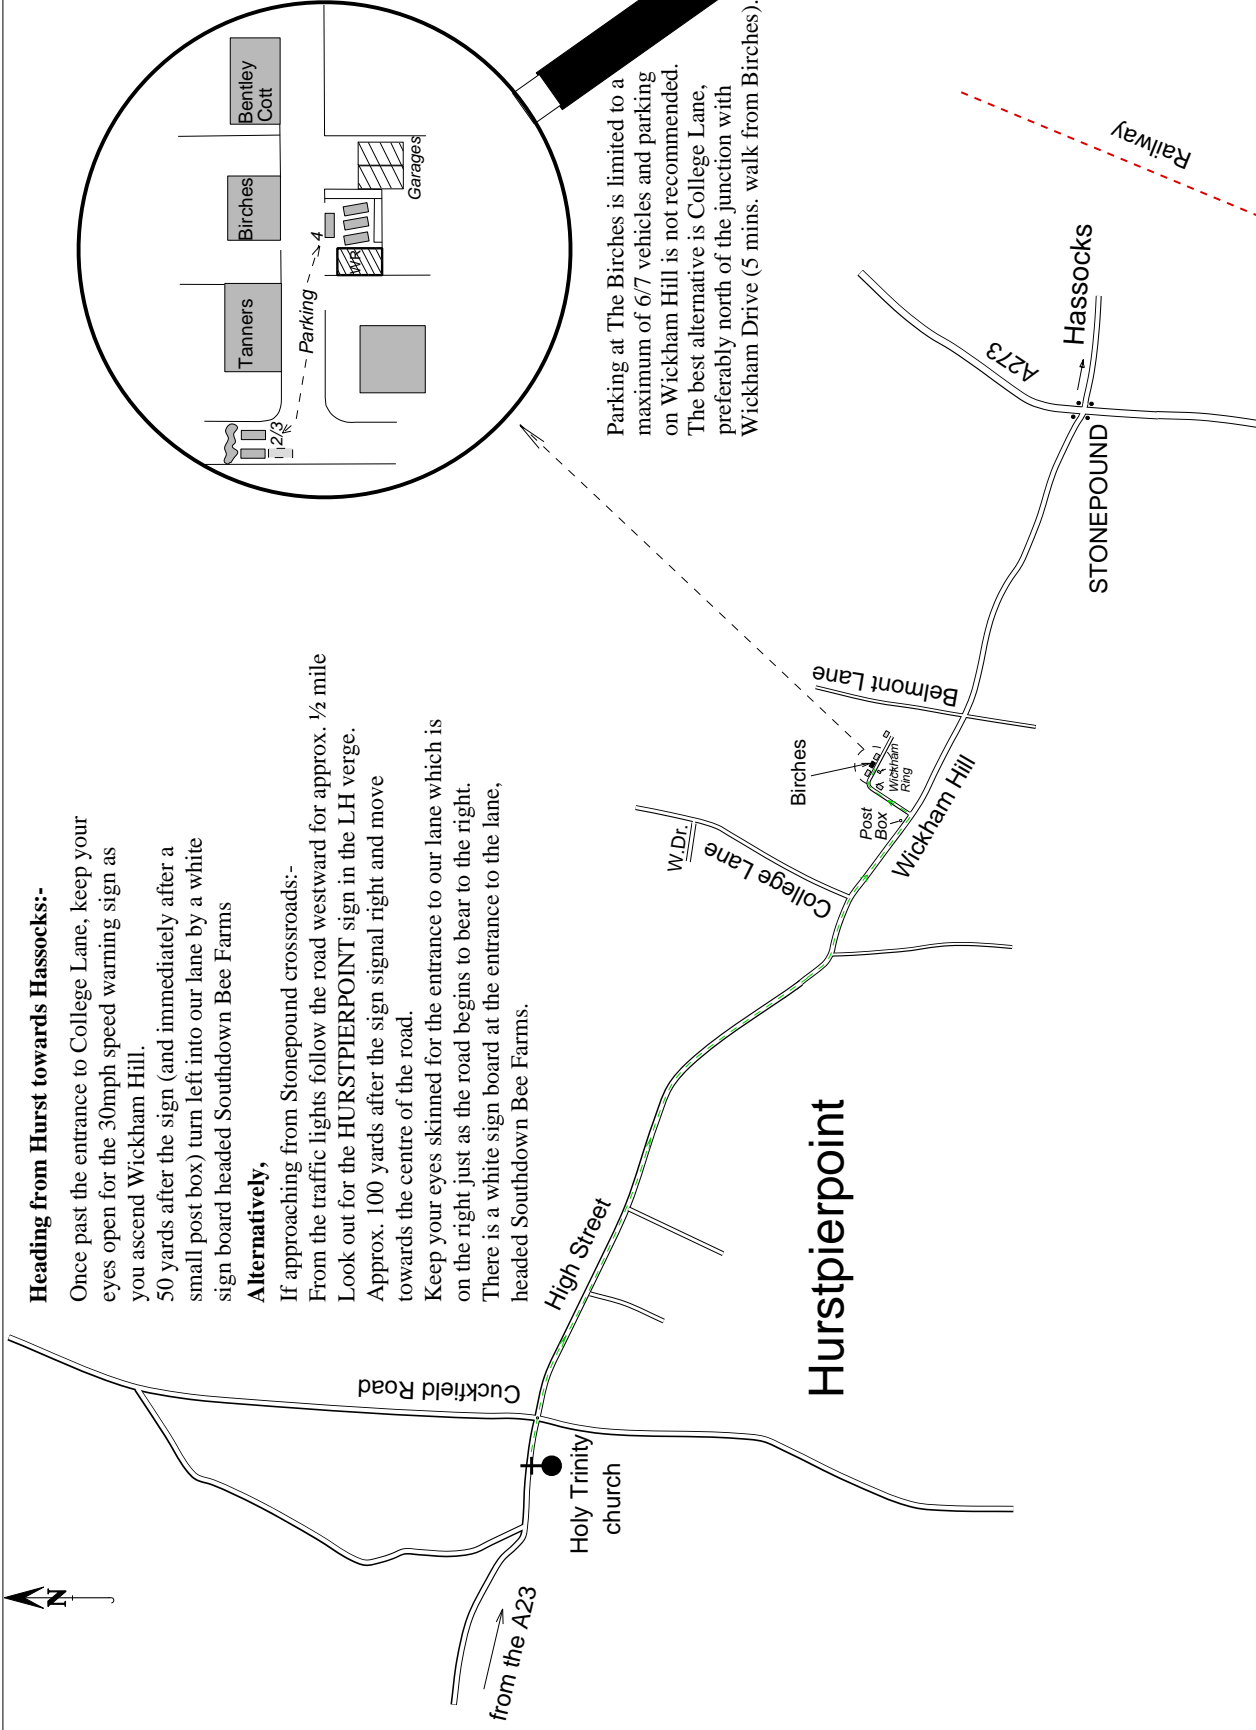 N
Heading from Hurst towards Hassocks:-
Once past the entrance to College Lane, keep your
eyes open for the 30mph speed warning sign as
you ascend Wickham Hill.
50 yards after the sign (and immediately after a
small post box) turn left into our lane by a white
sign board headed Southdown Bee Farms
Alternatively,
If approaching from Stonepound crossroads:-
From the traffic lights follow the road westward for approx. ½ mile
Look out for the HURSTPIERPOINT sign in the LH verge.
Approx. 100 yards after the sign signal right and move
towards the centre of the road.
Keep your eyes skinned for the entrance to our lane which is
on the right just as the road begins to bear to the right.
There is a white sign board at the entrance to the lane,
headed Southdown Bee Farms.
Tanners
Birches
Bentley
Cott
2/3
Parking
4
WR
Garages
Parking at The Birches is limited to a
maximum of 6/7 vehicles and parking
on Wickham Hill is not recommended.
The best alternative is College Lane,
preferably north of the junction with
Wickham Drive (5 mins. walk from Birches).
from the A23
Holy Trinity
church
Cuckfield Road
High Street
Hurstpierpoint
W.Dr.
College Lane
Birches
Post
Box
Wickham
Ring
Wickham Hill
Belmont Lane
STONEPOUND
A273
Hassocks
Railway